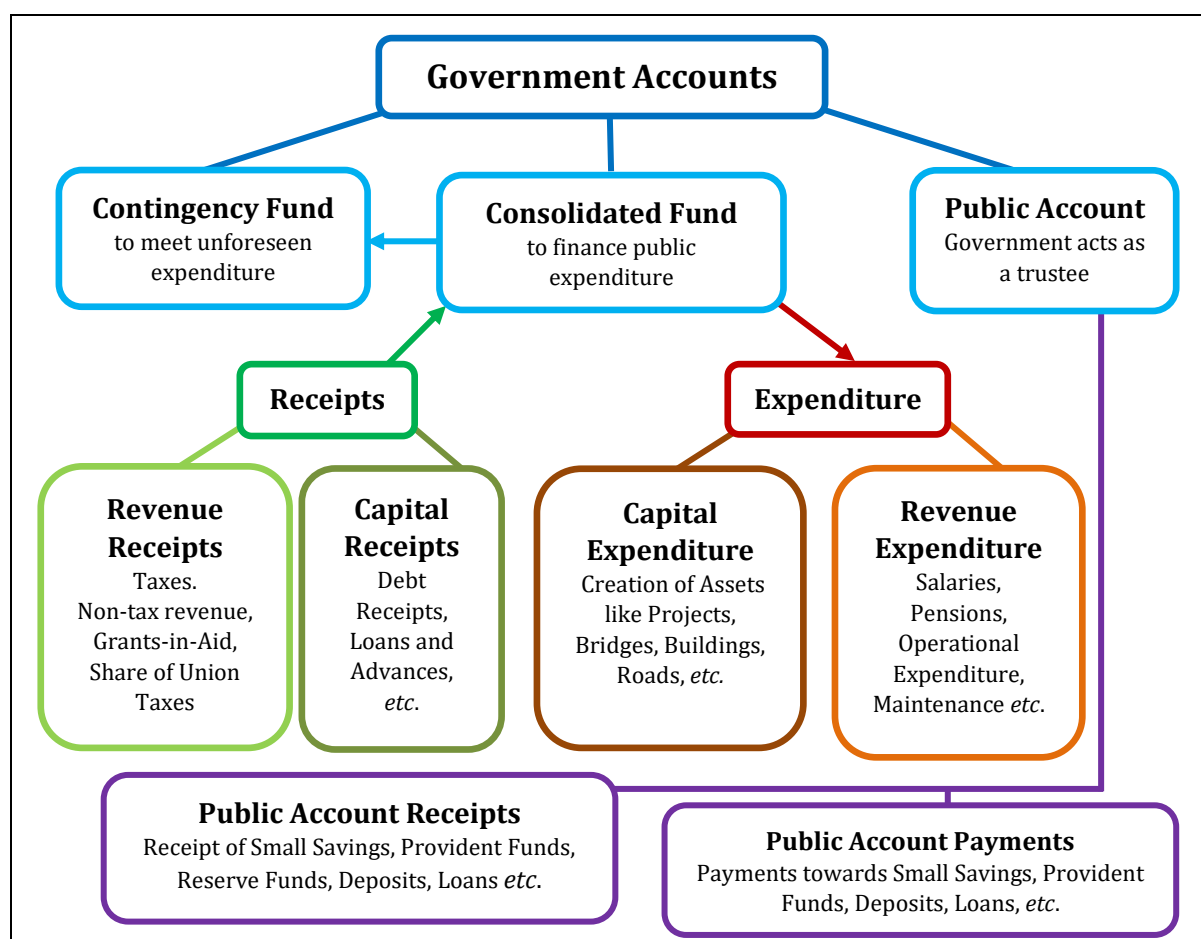 Government Accounts
Contingency Fund
to meet unforeseen
expenditure
Consolidated Fund
to finance public
expenditure
Public Account
Government acts as
a trustee
Receipts
Expenditure
Revenue
Receipts
Taxes.
Non-tax revenue,
Grants-in-Aid,
Share of Union
Taxes
Capital
Receipts
Debt
Receipts,
Loans and
Advances,
etc.
Capital
Expenditure
Creation of Assets
like Projects,
Bridges, Buildings,
Roads, etc.
Revenue
Expenditure
Salaries,
Pensions,
Operational
Expenditure,
Maintenance etc.
Public Account Receipts
Receipt of Small Savings, Provident Funds,
Reserve Funds, Deposits, Loans etc.
Public Account Payments
Payments towards Small Savings, Provident
Funds, Deposits, Loans, etc.